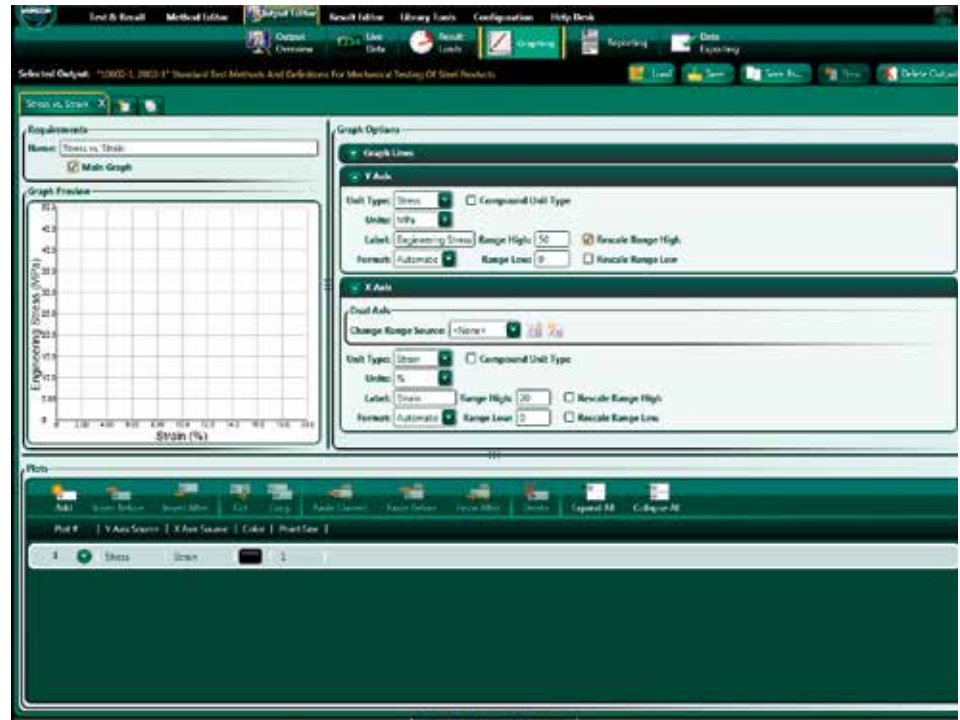 Test & Recall Method Editor Output Editor Result Editor Library Tools Configuration Help Desk
Output Overview Live Data Result Limits Graphing Reporting Data Exporting
Selected Output: Standard Test Methods And Definitions For Mechanical Testing Of Steel Products Load Save Save As... New Delete Output
Stress vs. Strain X
Requirements
Name: Stress vs. Strain
Main Graph
Graph Preview
Engineering Stress (MPa)
Strain (%)
Graph Options
Graph Lines
Y Axis
Unit Type: Stress Compound Unit Type
Units: MPa
Label: Engineering Stress Range High: 50 Rescale Range High
Format: Automatic Range Low: 0 Rescale Range Low
X Axis
Dual Axis
Change Range Source: <None>
Unit Type: Strain Compound Unit Type
Units: %
Label: Strain Range High: 20 Rescale Range High
Format: Automatic Range Low: 0 Rescale Range Low
Plots
Add Insert Before Insert After Cut Copy Paste Before Paste After Delete Expand All Collapse All
Plot # Y Axis Source X Axis Source Color Point Size
Stress Strain 1